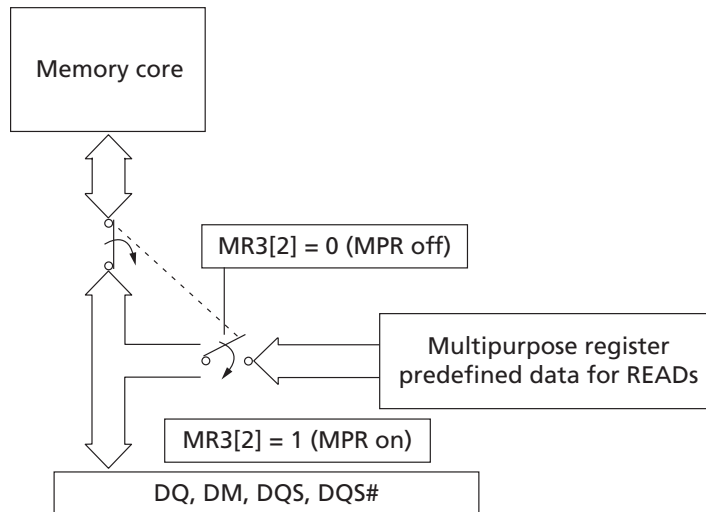 Memory core
MR3[2] = 0 (MPR off)
Multipurpose register
predefined data for READs
MR3[2] = 1 (MPR on)
DQ, DM, DQS, DQS#